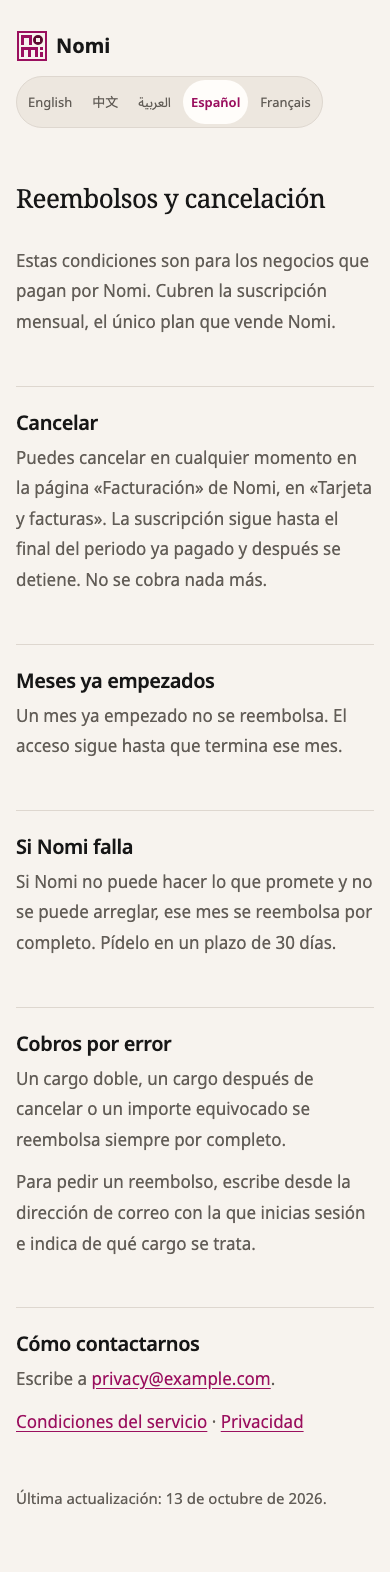 Nomi
English 中文 العربية Español Français
Reembolsos y cancelación
Estas condiciones son para los negocios que
pagan por Nomi. Cubren la suscripción
mensual, el único plan que vende Nomi.
Cancelar
Puedes cancelar en cualquier momento en
la página «Facturación» de Nomi, en «Tarjeta
y facturas». La suscripción sigue hasta el
final del periodo ya pagado y después se
detiene. No se cobra nada más.
Meses ya empezados
Un mes ya empezado no se reembolsa. El
acceso sigue hasta que termina ese mes.
Si Nomi falla
Si Nomi no puede hacer lo que promete y no
se puede arreglar, ese mes se reembolsa por
completo. Pídelo en un plazo de 30 días.
Cobros por error
Un cargo doble, un cargo después de
cancelar o un importe equivocado se
reembolsa siempre por completo.
Para pedir un reembolso, escribe desde la
dirección de correo con la que inicias sesión
e indica de qué cargo se trata.
Cómo contactarnos
Escribe a privacy@example.com.
Condiciones del servicio · Privacidad
Última actualización: 13 de octubre de 2026.